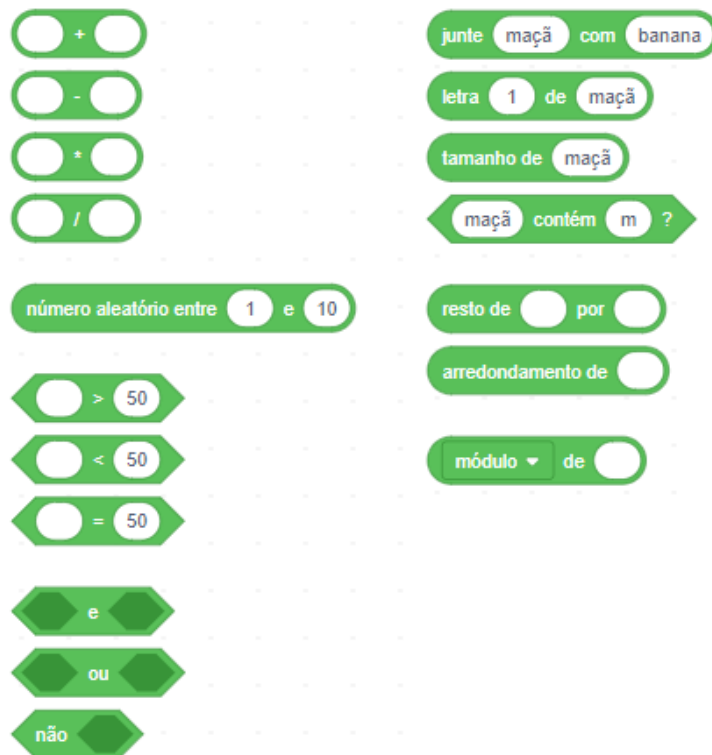 +
-
*
/
número aleatório entre 1 e 10
> 50
< 50
= 50
e
ou
não
junte maçã com banana
letra 1 de maçã
tamanho de maçã
maçã contém m ?
resto de por
arredondamento de
módulo de